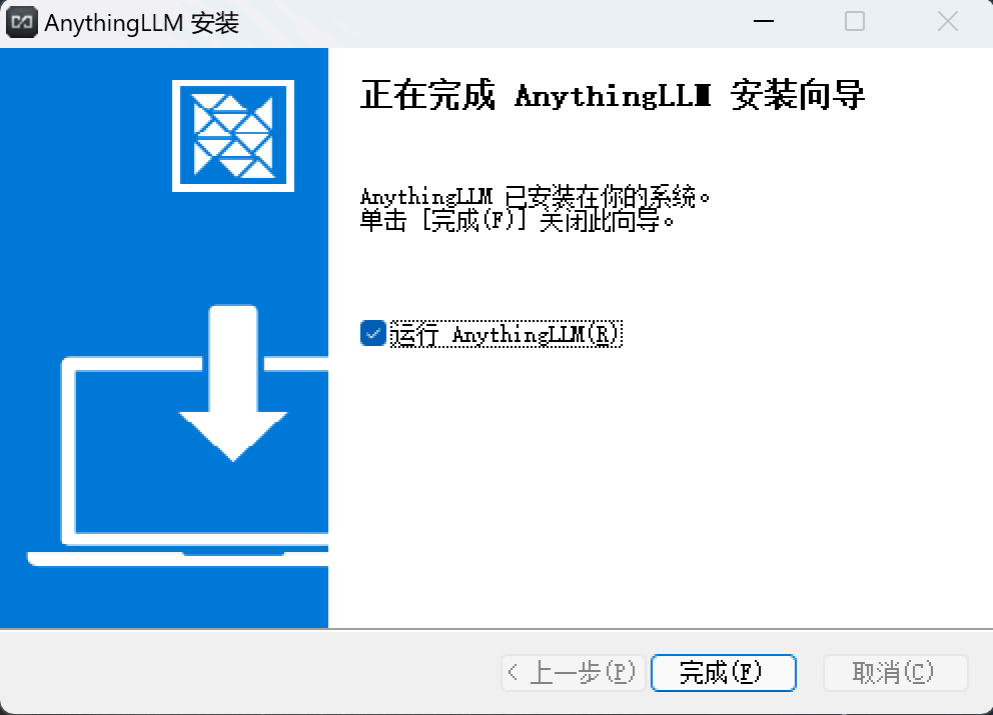 AnythingLLM 安装
正在完成 AnythingLLM 安装向导
AnythingLLM 已安装在你的系统。
单击 [完成(F)] 关闭此向导。
运行 AnythingLLM(R)
< 上一步(P)
完成(F)
取消(C)